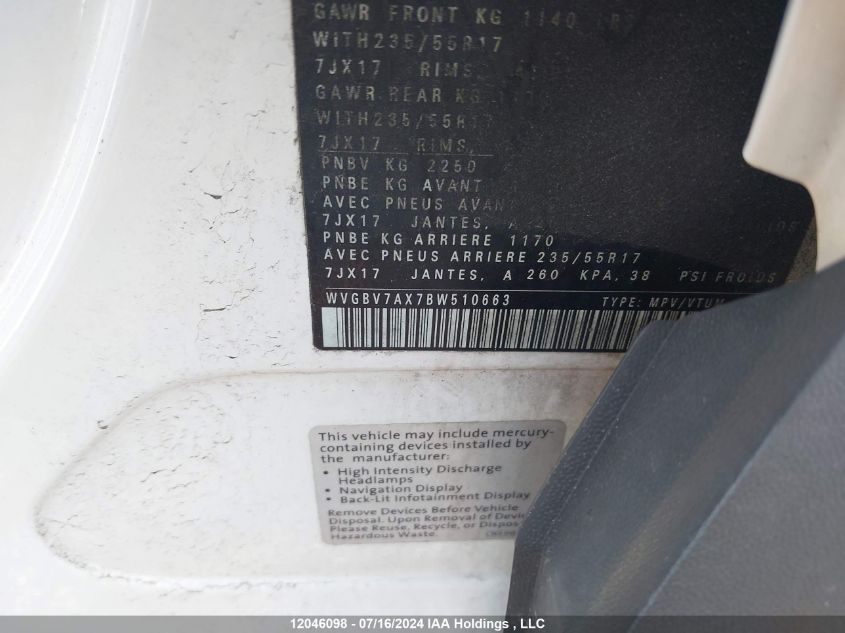 GAWR FRONT KG 1140
WITH235/55R17
7JX17 RIMS,
GAWR REAR KG
WITH235/55R17
7JX17 RIMS,
PNBV KG 2250
PNBE KG AVANT
AVEC PNEUS AVANT
7JX17 JANTES, A
PNBE KG ARRIERE 1170
AVEC PNEUS ARRIERE 235/55R17
7JX17 JANTES, A 260 KPA, 38 PSI FROIDS
WVGBV7AX7BW510663 TYPE: MPV/VTUM
This vehicle may include mercury-
containing devices installed by
the manufacturer:
• High Intensity Discharge
Headlamps
• Navigation Display
• Back-Lit Infotainment Display
Remove Devices Before Vehicle
Disposal. Upon Removal of Devic
Please Reuse, Recycle, or Dispos
Hazardous Waste.
12046098 - 07/16/2024 IAA Holdings , LLC